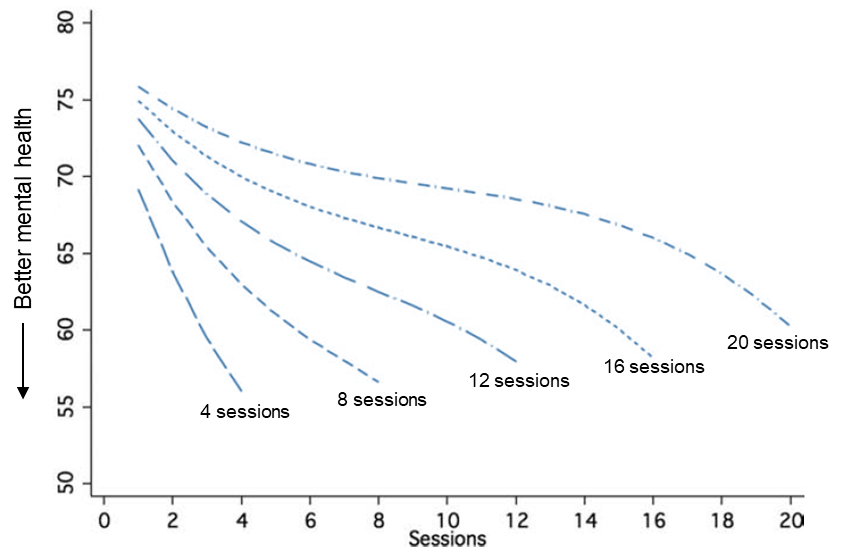 80
75
70
65
60
55
50
Better mental health
4 sessions
8 sessions
12 sessions
16 sessions
20 sessions
0 2 4 6 8 10 12 14 16 18 20
Sessions